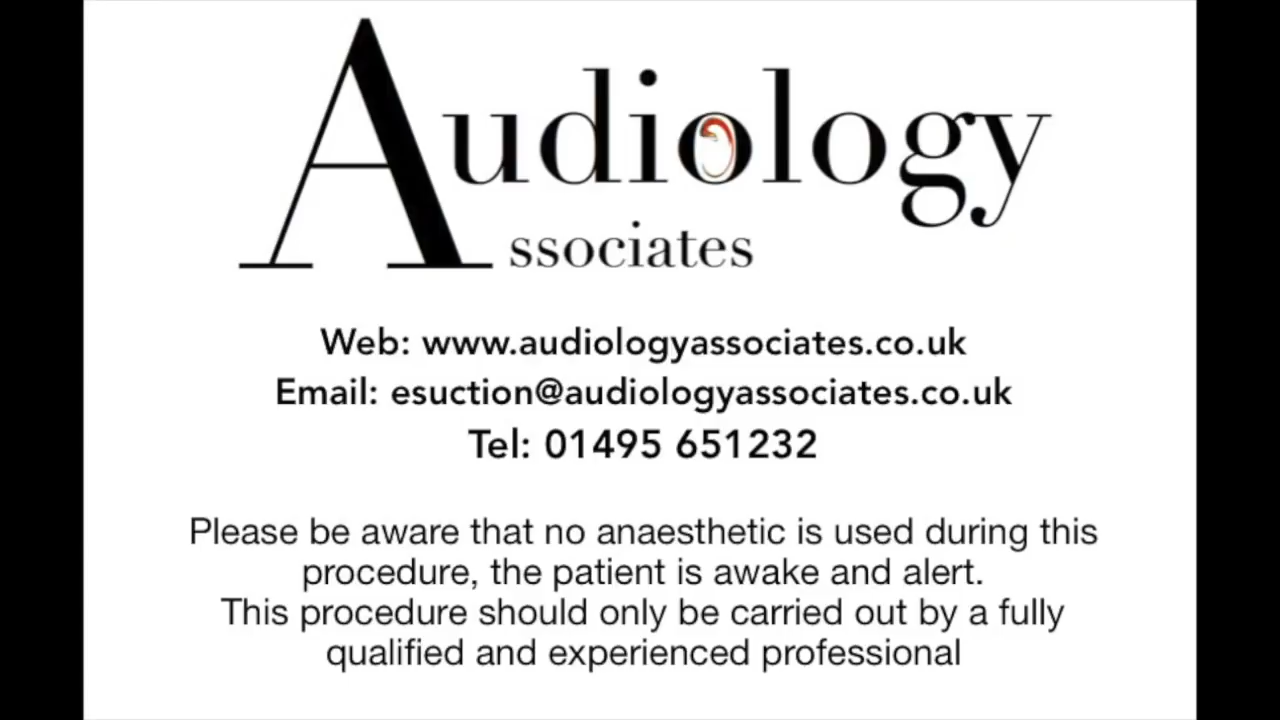 Audiology
ssociates
Web: www.audiologyassociates.co.uk
Email: esuction@audiologyassociates.co.uk
Tel: 01495 651232
Please be aware that no anaesthetic is used during this
procedure, the patient is awake and alert.
This procedure should only be carried out by a fully
qualified and experienced professional